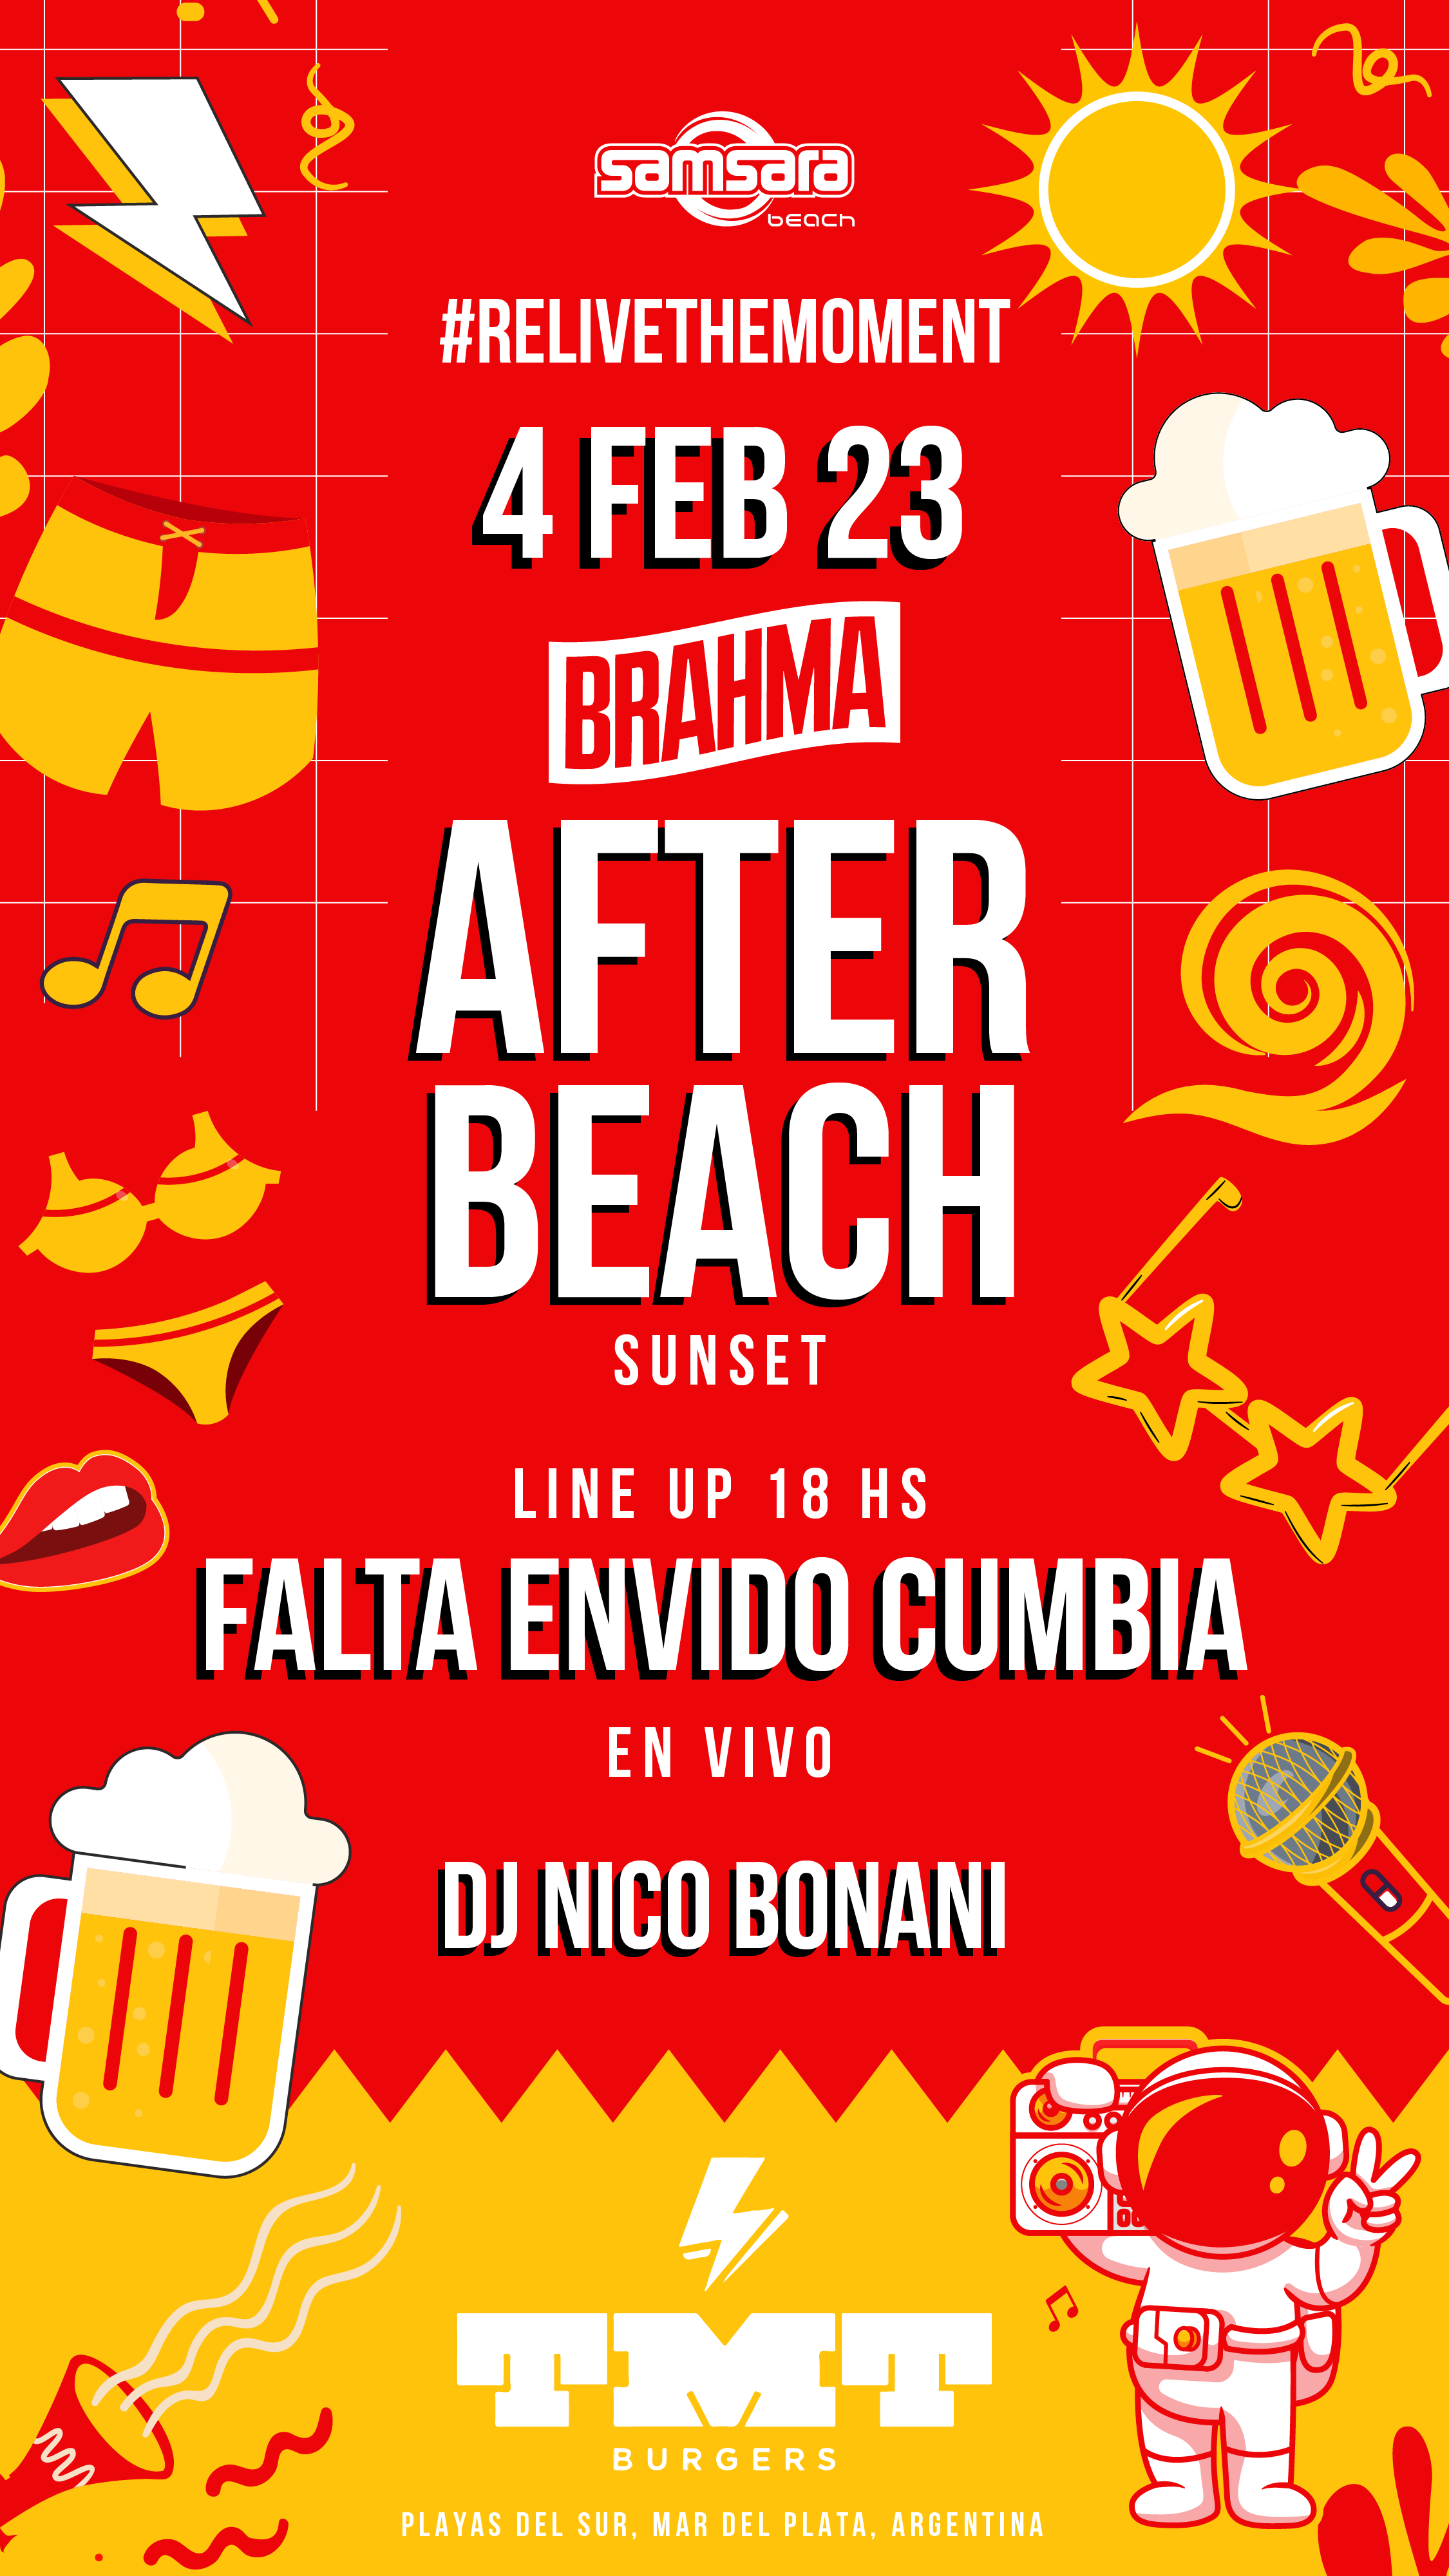 samsara
beach
#RELIVETHEMOMENT
4 FEB 23
BRAHMA
AFTER
BEACH
SUNSET
LINE UP 18 HS
FALTA ENVIDO CUMBIA
EN VIVO
DJ NICO BONANI
TMT
BURGERS
PLAYAS DEL SUR, MAR DEL PLATA, ARGENTINA